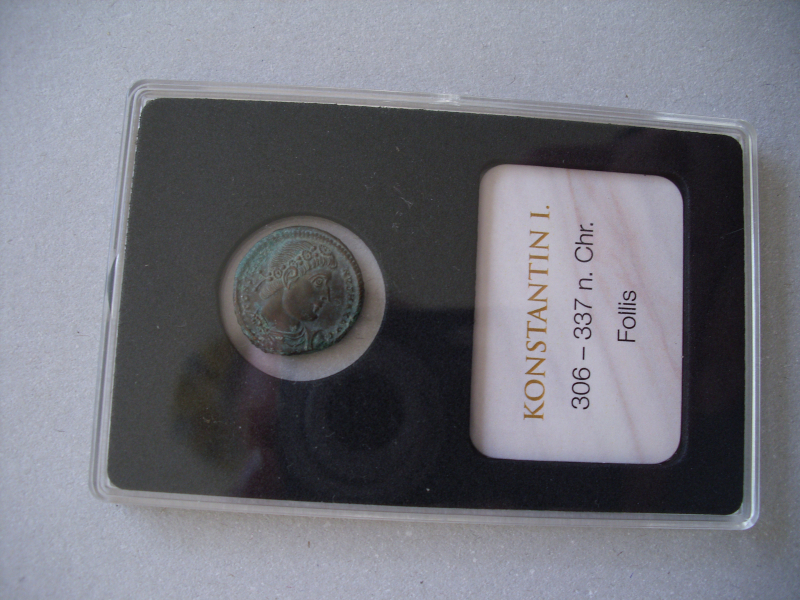 KONSTANTIN I.
306 – 337 n. Chr.
Follis